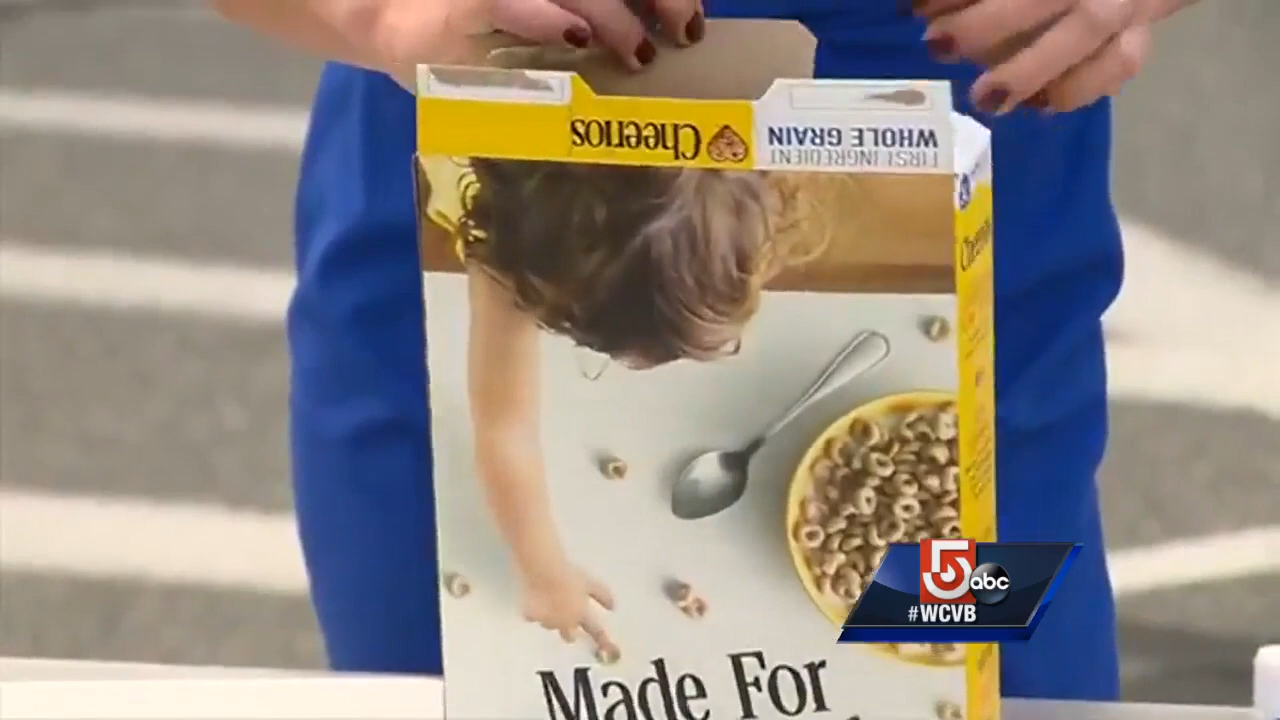 Cheerios
FIRST INGREDIENT
WHOLE GRAIN
Made For
5 abc
#WCVB